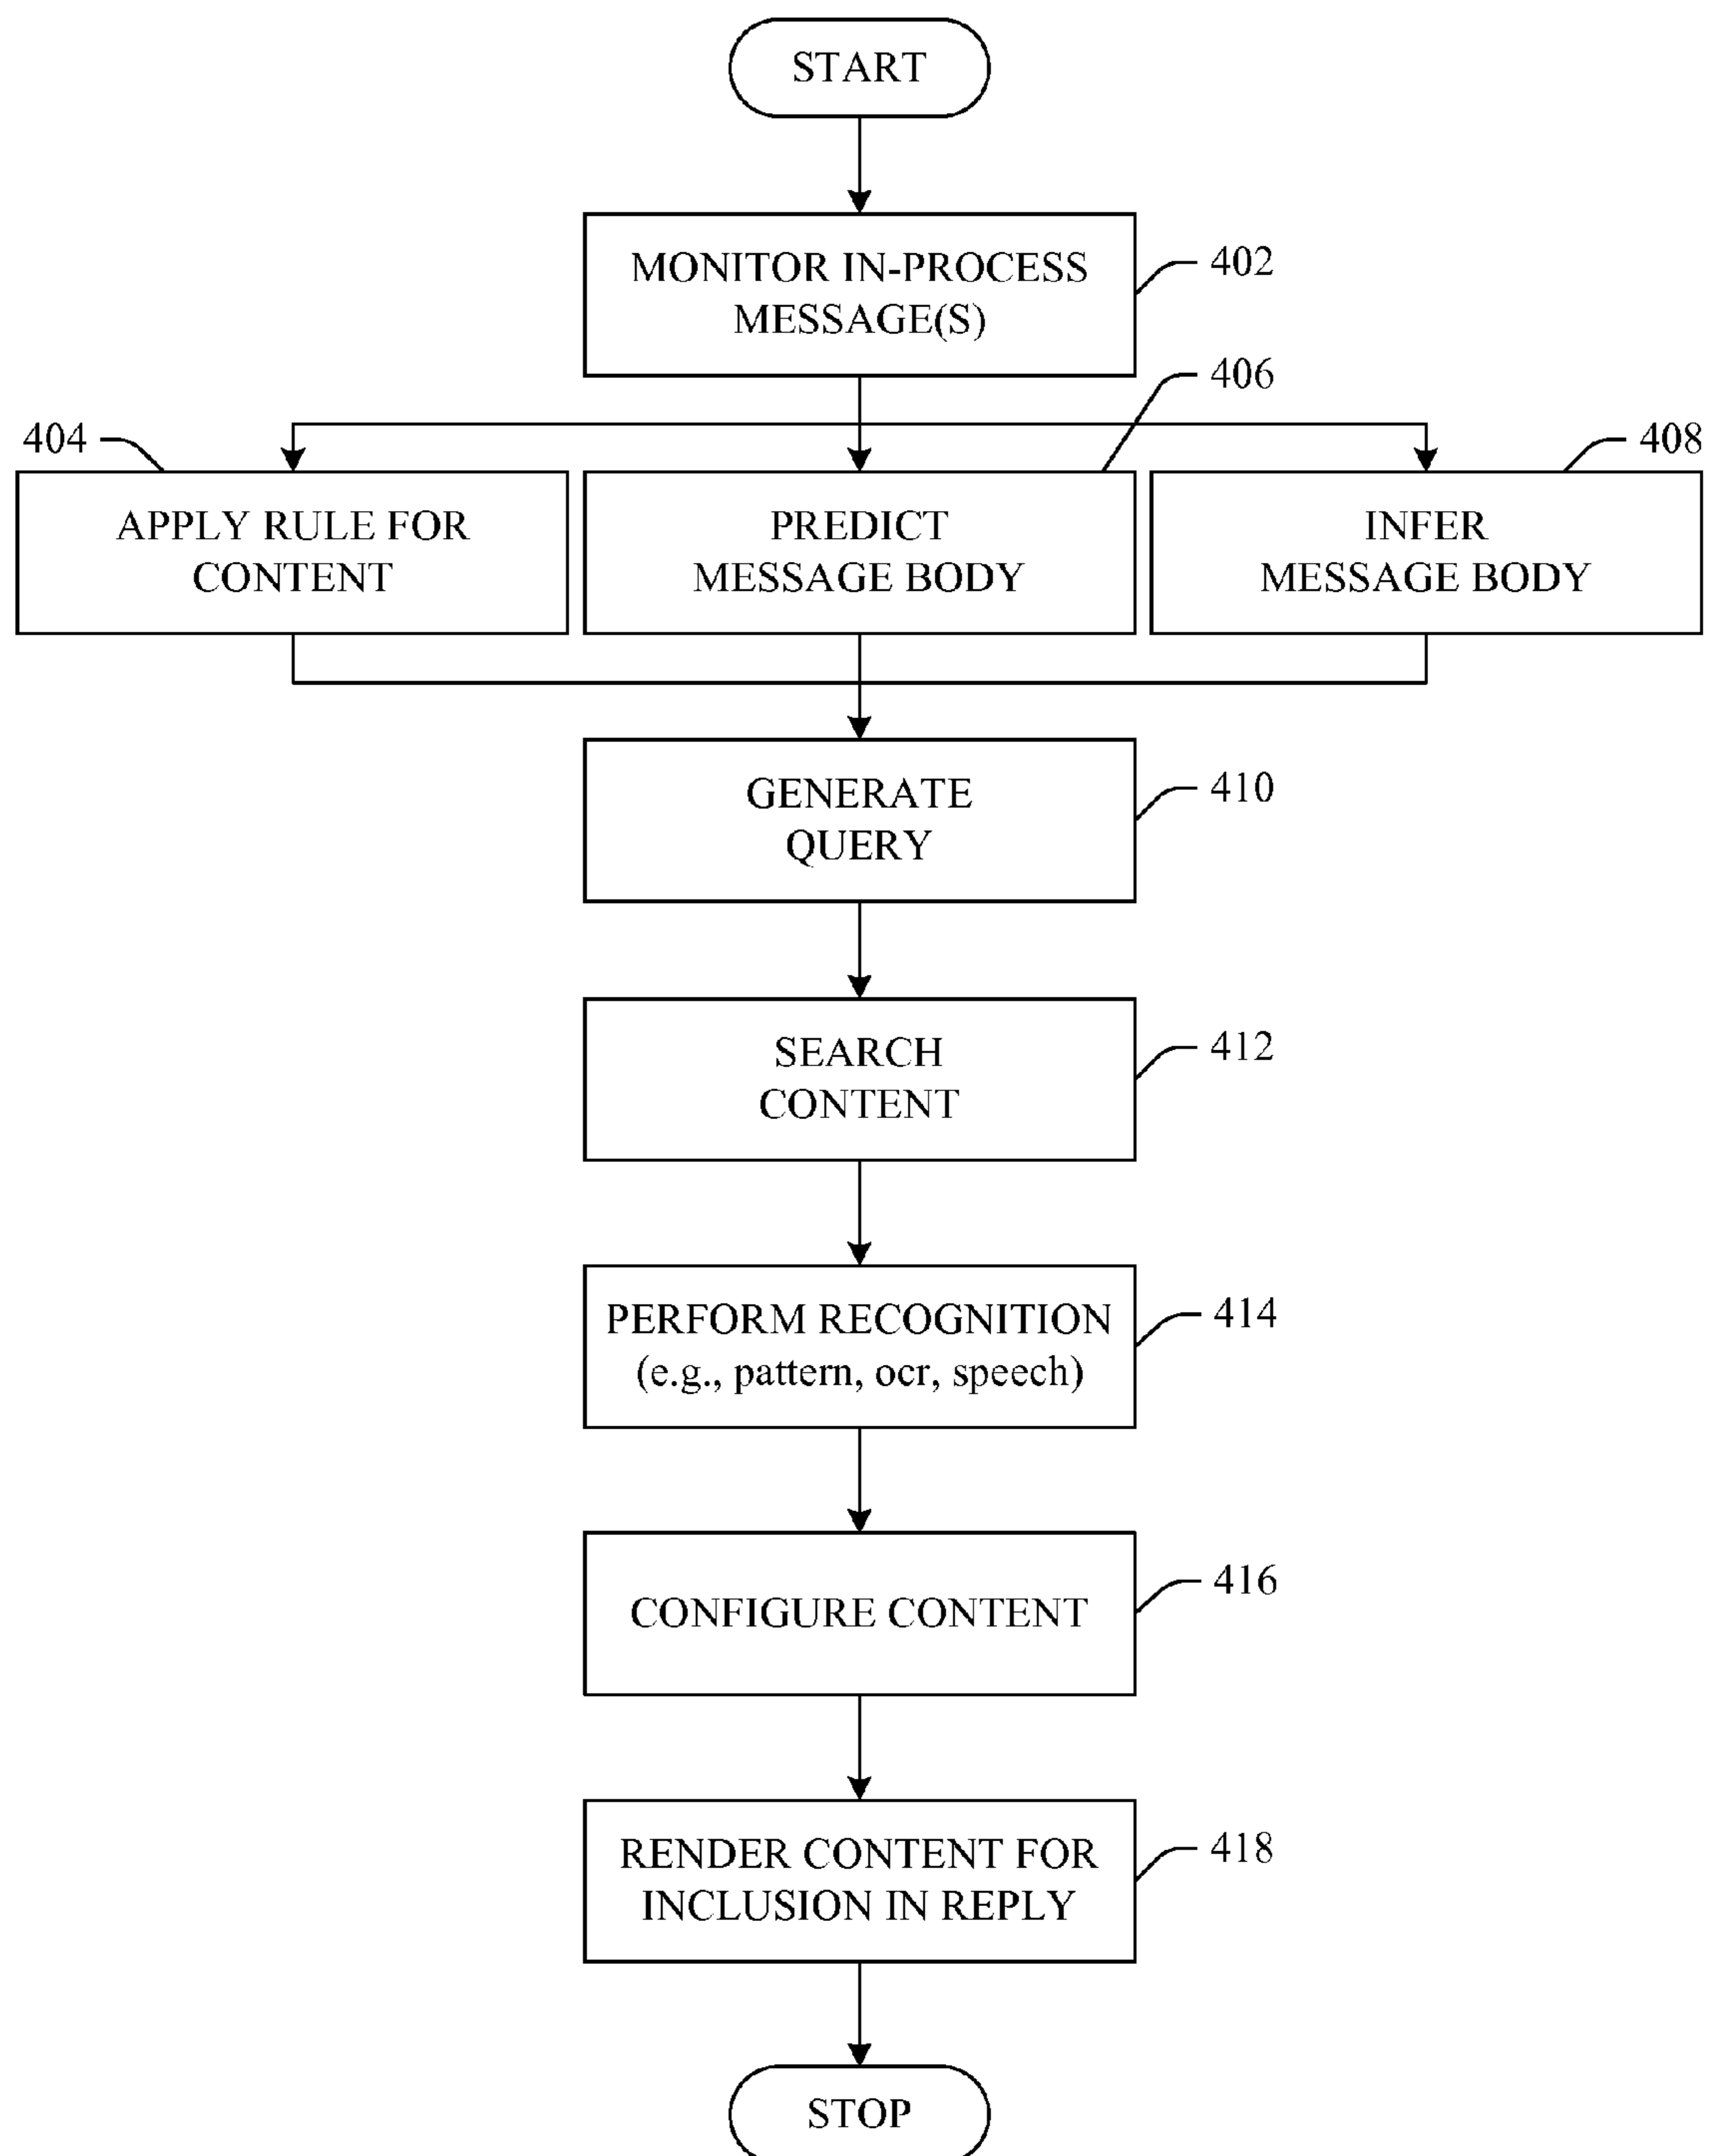 START
MONITOR IN-PROCESS
MESSAGE(S)
402
406
404
408
APPLY RULE FOR
CONTENT
PREDICT
MESSAGE BODY
INFER
MESSAGE BODY
GENERATE
QUERY
410
SEARCH
CONTENT
412
PERFORM RECOGNITION
(e.g., pattern, ocr, speech)
414
CONFIGURE CONTENT
416
RENDER CONTENT FOR
INCLUSION IN REPLY
418
STOP